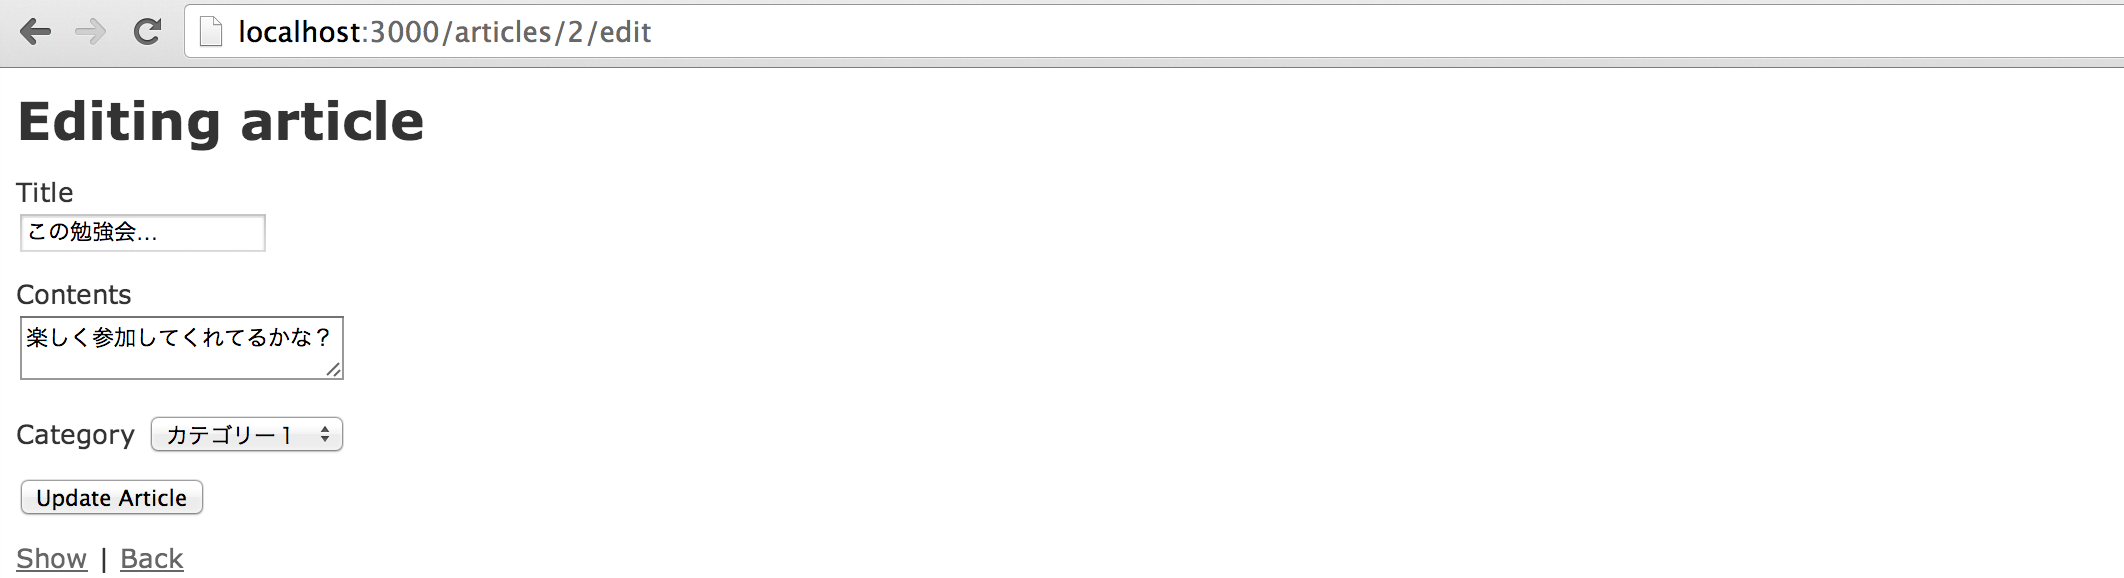 localhost:3000/articles/2/edit
Editing article
Title
この勉強会...
Contents
楽しく参加してくれてるかな？
Category カテゴリー１
Update Article
Show | Back